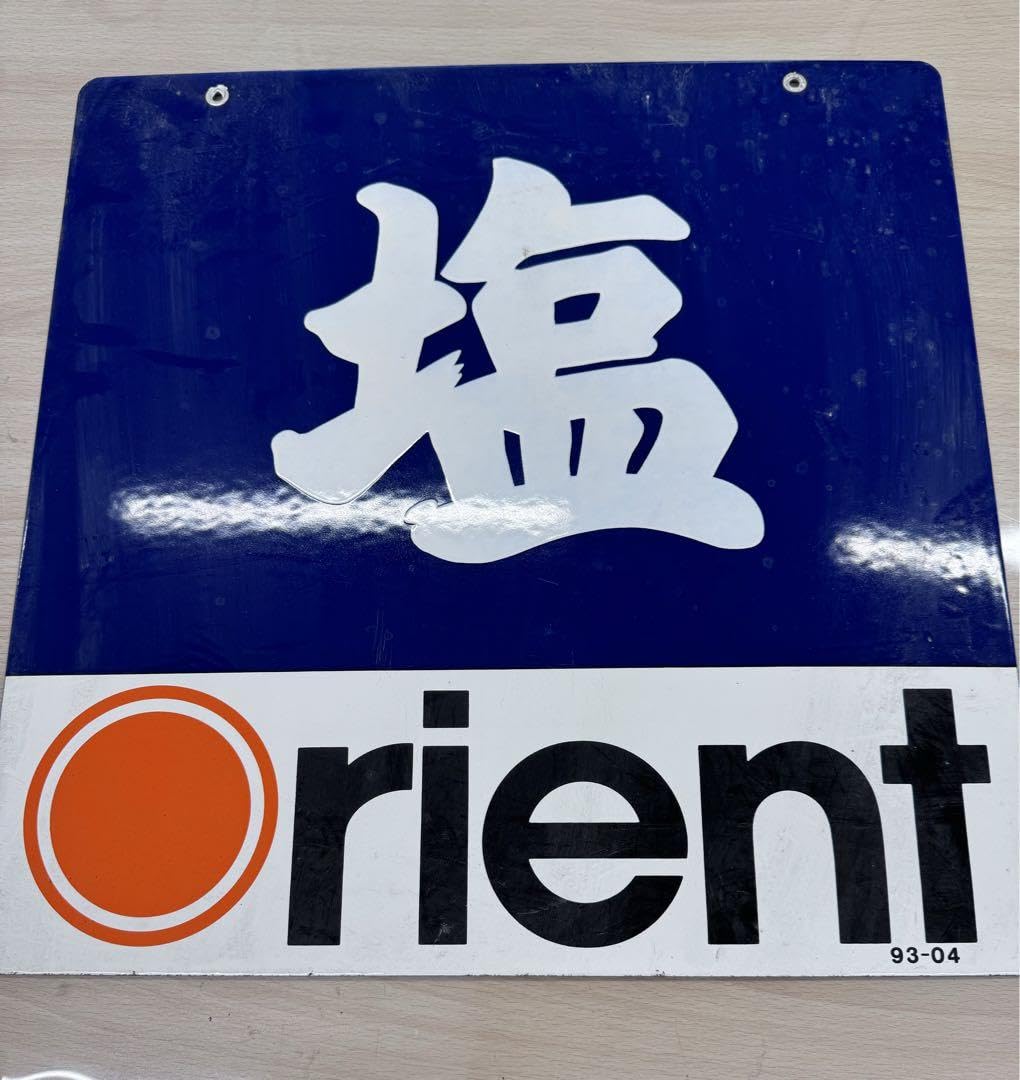 塩
Orient
93-04